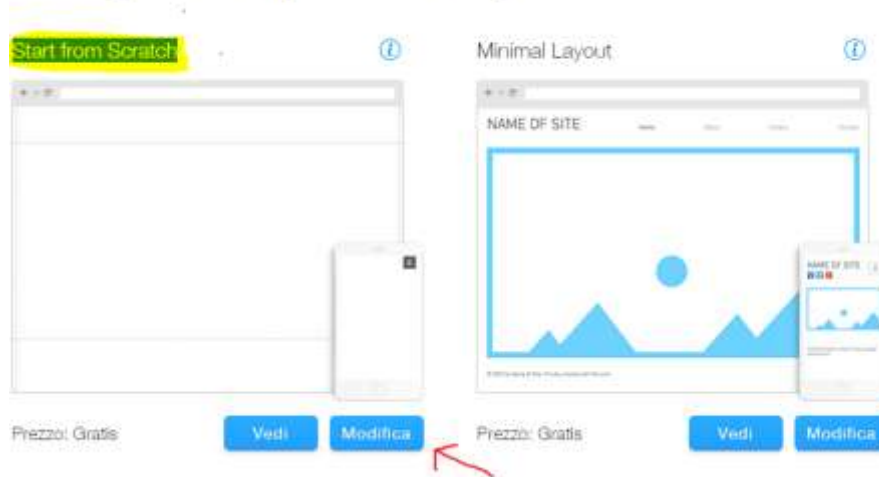 Start from Scratch
Minimal Layout
NAME OF SITE
NAME OF SITE
Prezzo: Gratis
Vedi
Modifica
Prezzo: Gratis
Vedi
Modifica